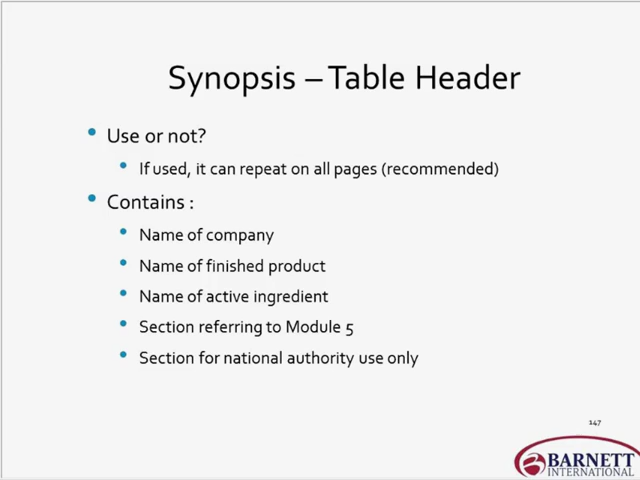 Synopsis – Table Header
• Use or not?
• If used, it can repeat on all pages (recommended)
• Contains :
• Name of company
• Name of finished product
• Name of active ingredient
• Section referring to Module 5
• Section for national authority use only
147
BARNETT
INTERNATIONAL